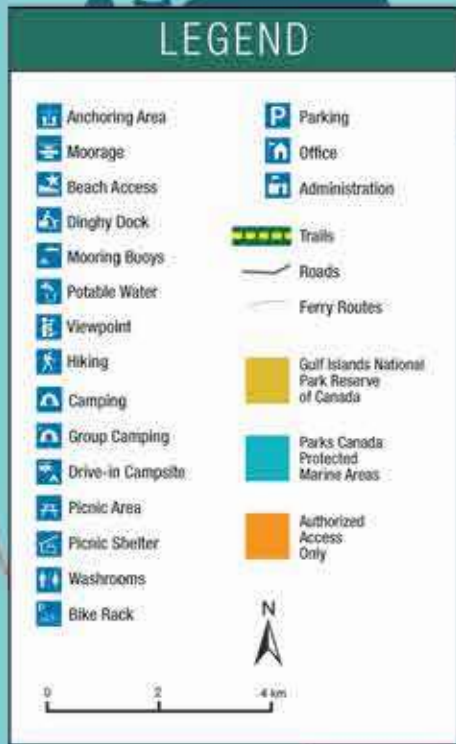 LEGEND
Anchoring Area
Moorage
Beach Access
Dinghy Dock
Mooring Buoys
Potable Water
Viewpoint
Hiking
Camping
Group Camping
Drive-in Campsite
Picnic Area
Picnic Shelter
Washrooms
Bike Rack
P Parking
Office
Administration
Trails
Roads
Ferry Routes
Gulf Islands National
Park Reserve
of Canada
Parks Canada
Protected
Marine Areas
Authorized
Access
Only
N
0 2 4 km